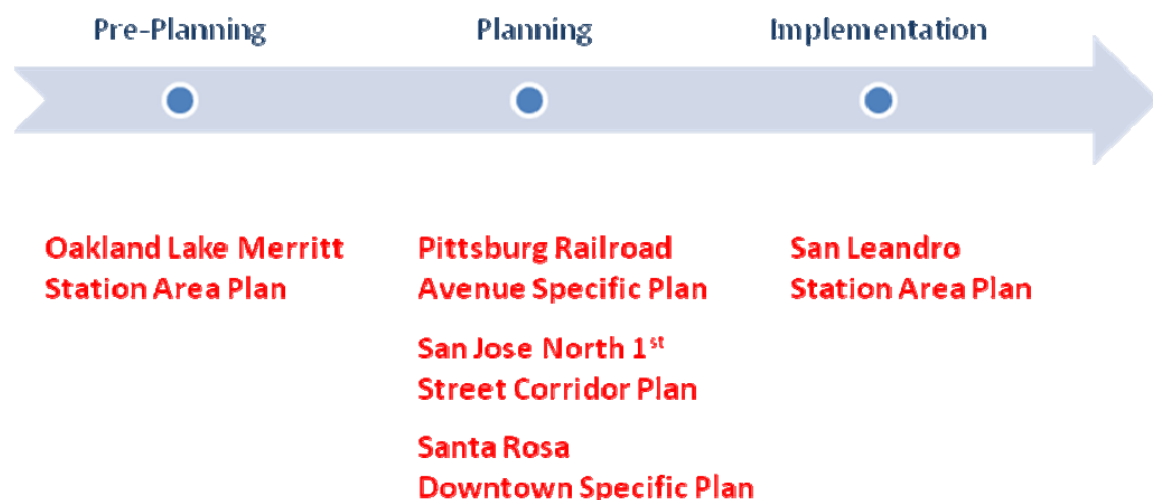 Pre-Planning
Planning
Implementation
Oakland Lake Merritt
Station Area Plan
Pittsburg Railroad
Avenue Specific Plan
San Jose North 1st
Street Corridor Plan
Santa Rosa
Downtown Specific Plan
San Leandro
Station Area Plan